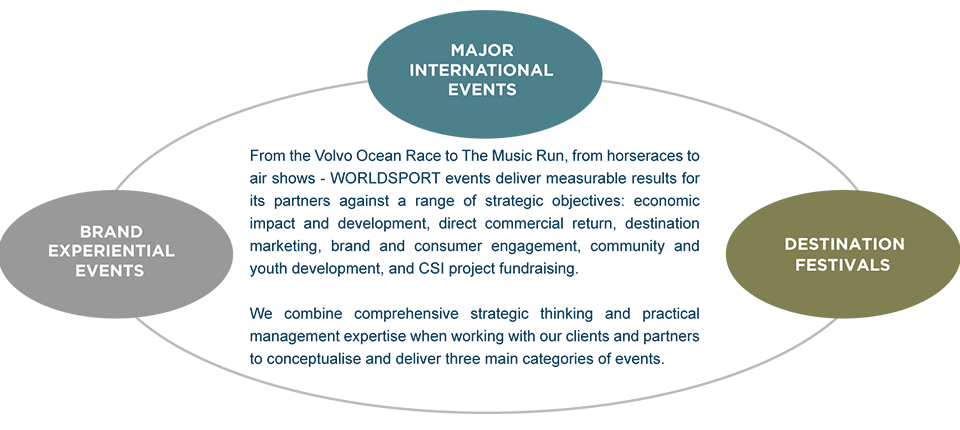 MAJOR
INTERNATIONAL
EVENTS
From the Volvo Ocean Race to The Music Run, from horseraces to
air shows - WORLDSPORT events deliver measurable results for
its partners against a range of strategic objectives: economic
impact and development, direct commercial return, destination
marketing, brand and consumer engagement, community and
youth development, and CSI project fundraising.
We combine comprehensive strategic thinking and practical
management expertise when working with our clients and partners
to conceptualise and deliver three main categories of events.
BRAND
EXPERIENTIAL
EVENTS
DESTINATION
FESTIVALS